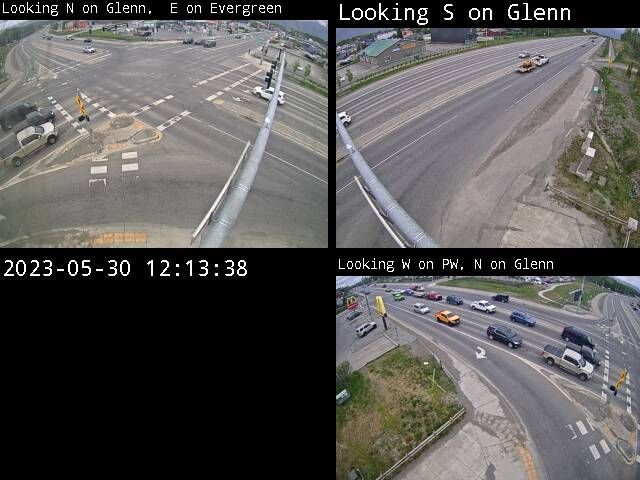 Looking N on Glenn, E on Evergreen
Looking S on Glenn
2023-05-30 12:13:38
Looking W on PW, N on Glenn